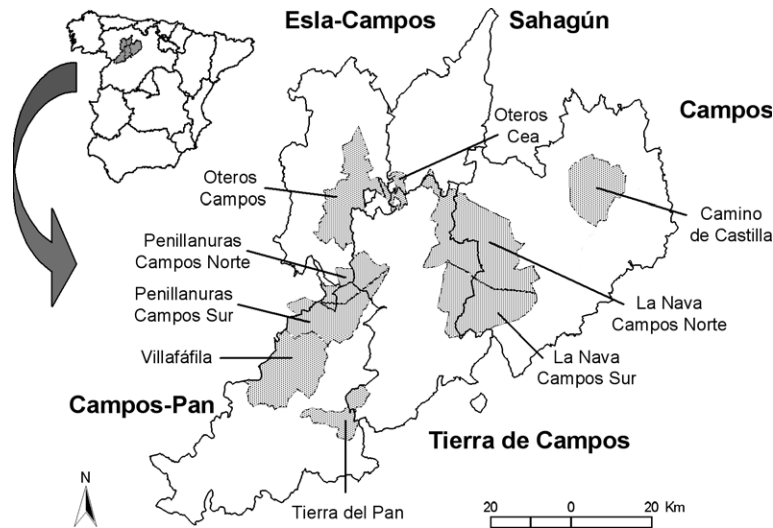 Esla-Campos
Sahagún
Oteros
Cea
Campos
Oteros
Campos
Camino
de Castilla
Penillanuras
Campos Norte
Penillanuras
Campos Sur
La Nava
Campos Norte
Villafáfila
La Nava
Campos Sur
Campos-Pan
Tierra de Campos
N
Tierra del Pan
20 0 20 Km